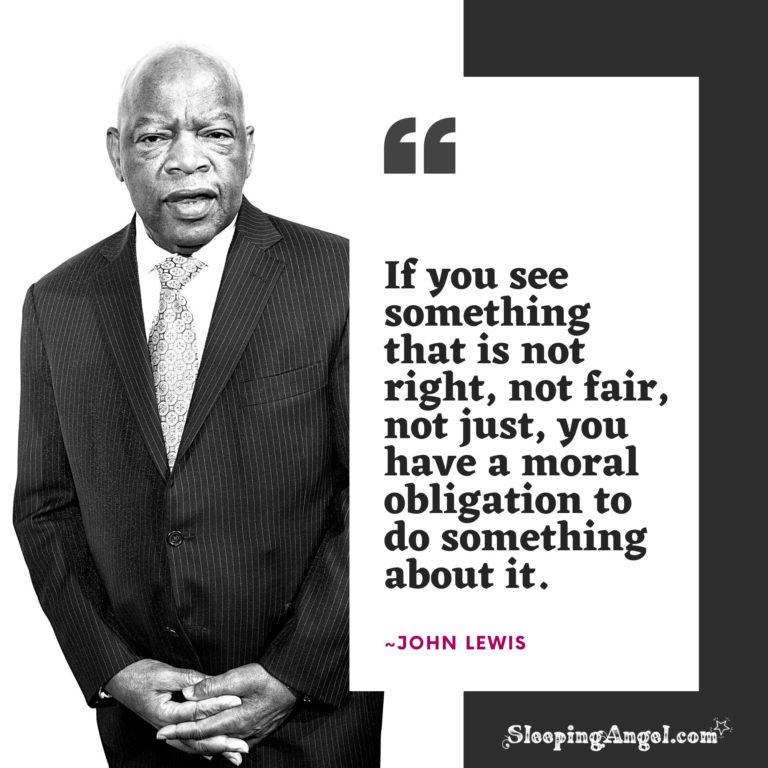 “
If you see
something
that is not
right, not fair,
not just, you
have a moral
obligation to
do something
about it.
~JOHN LEWIS
SleepingAngel.com